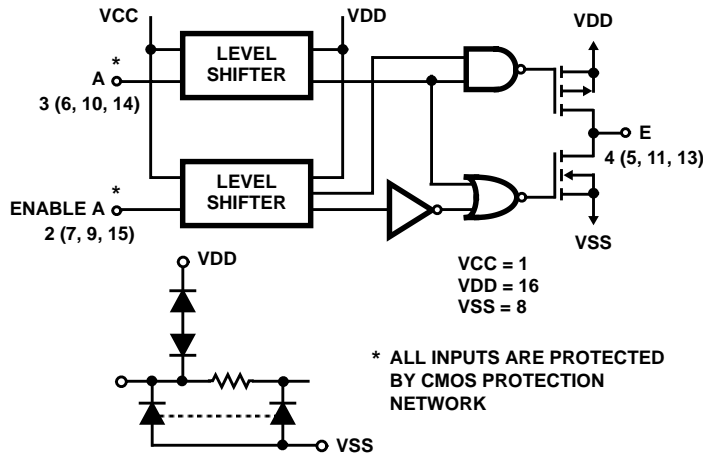 VCC VDD
VDD
LEVEL
SHIFTER
*
A
3 (6, 10, 14)
E
4 (5, 11, 13)
LEVEL
SHIFTER
*
ENABLE A
2 (7, 9, 15)
VSS
VDD
VCC = 1
VDD = 16
VSS = 8
* ALL INPUTS ARE PROTECTED
BY CMOS PROTECTION
NETWORK
VSS